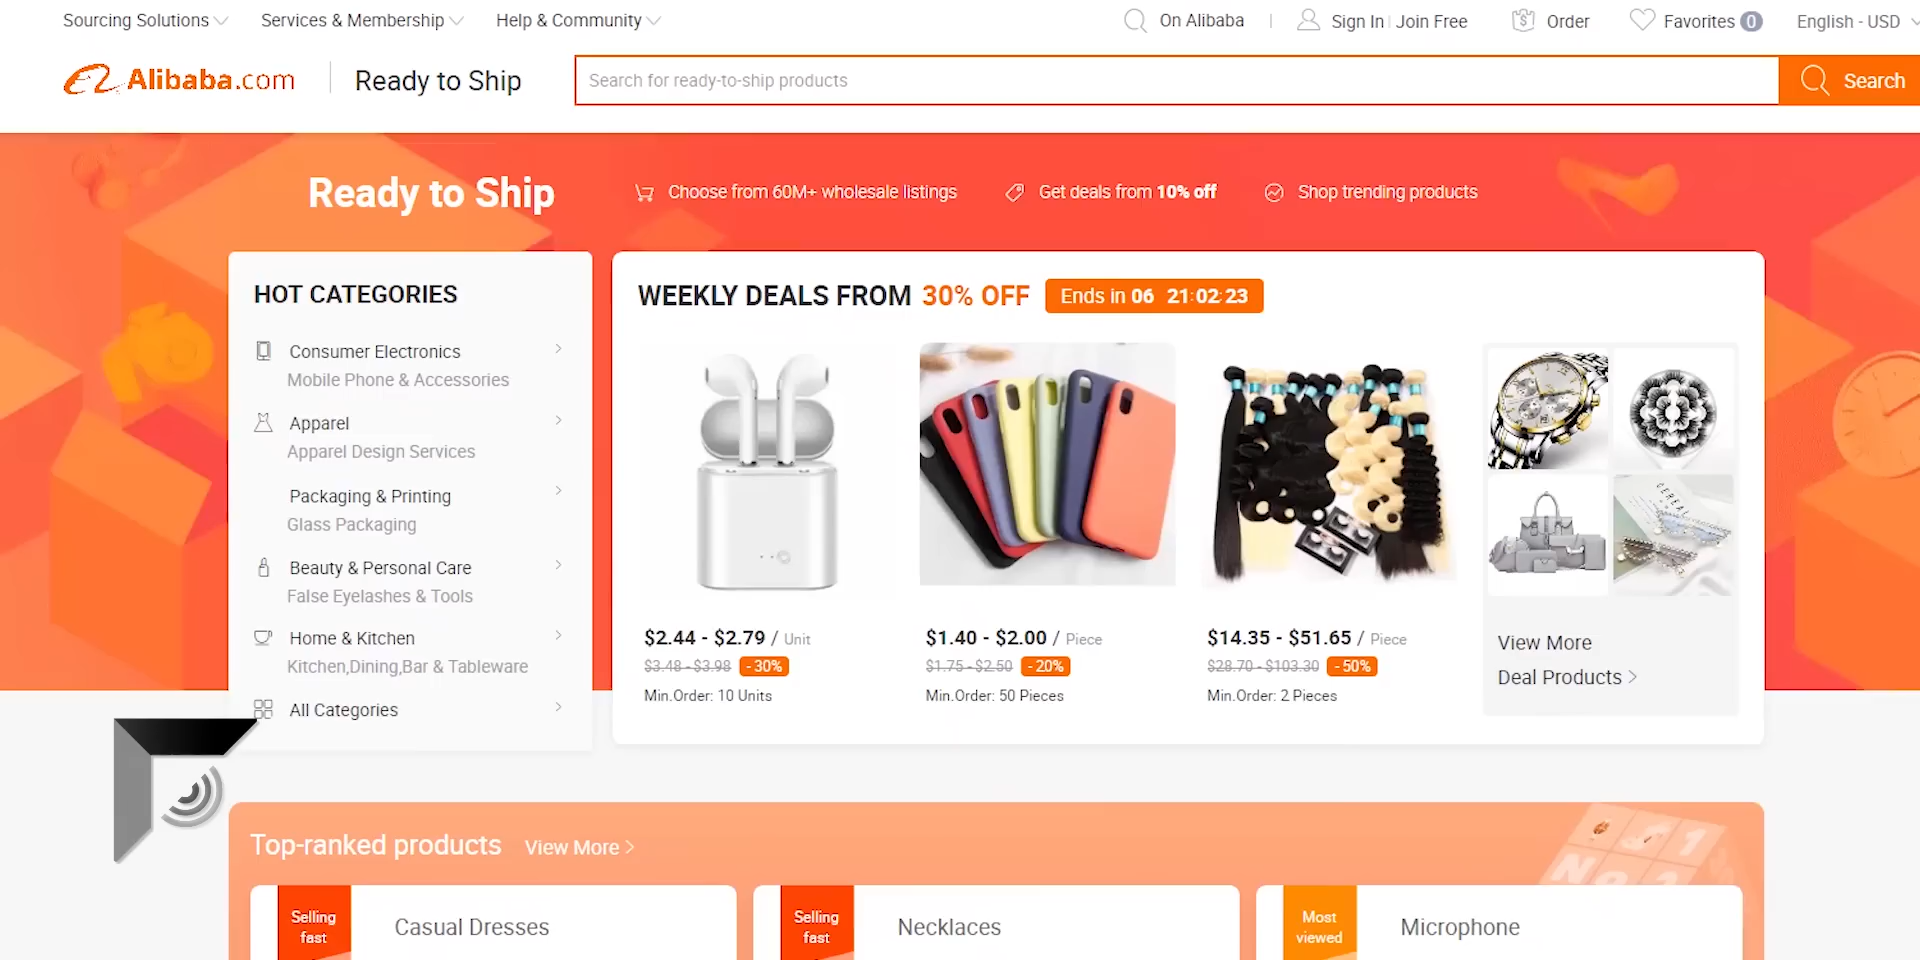 Sourcing Solutions
Services & Membership
Help & Community
On Alibaba
Sign In
Join Free
Order
Favorites 0
English - USD
Alibaba.com
Ready to Ship
Search for ready-to-ship products
Search
Ready to Ship
Choose from 60M+ wholesale listings
Get deals from 10% off
Shop trending products
HOT CATEGORIES
Consumer Electronics
Mobile Phone & Accessories
Apparel
Apparel Design Services
Packaging & Printing
Glass Packaging
Beauty & Personal Care
False Eyelashes & Tools
Home & Kitchen
Kitchen,Dining,Bar & Tableware
All Categories
WEEKLY DEALS FROM 30% OFF
Ends in 06 21:02:23
$2.44 - $2.79 / Unit
$3.48 - $3.98 - 30%
Min.Order: 10 Units
$1.40 - $2.00 / Piece
$1.75 - $2.50 - 20%
Min.Order: 50 Pieces
$14.35 - $51.65 / Piece
$28.70 - $103.30 - 50%
Min.Order: 2 Pieces
View More
Deal Products
Top-ranked products
View More
Selling
fast
Casual Dresses
Selling
fast
Necklaces
Most
viewed
Microphone